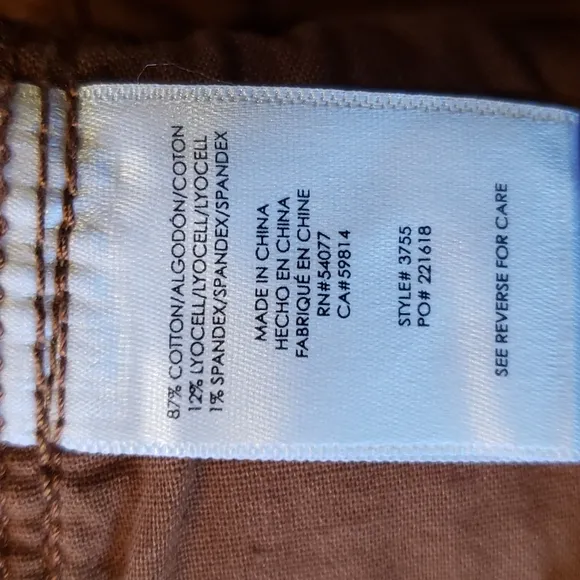 87% COTTON/ALGODÓN/COTON
12% LYOCELL/LYOCELL/LYOCELL
1% SPANDEX/SPANDEX/SPANDEX
MADE IN CHINA
HECHO EN CHINA
FABRIQUÉ EN CHINE
RN#54077
CA#59814
STYLE# 3755
PO# 221618
SEE REVERSE FOR CARE